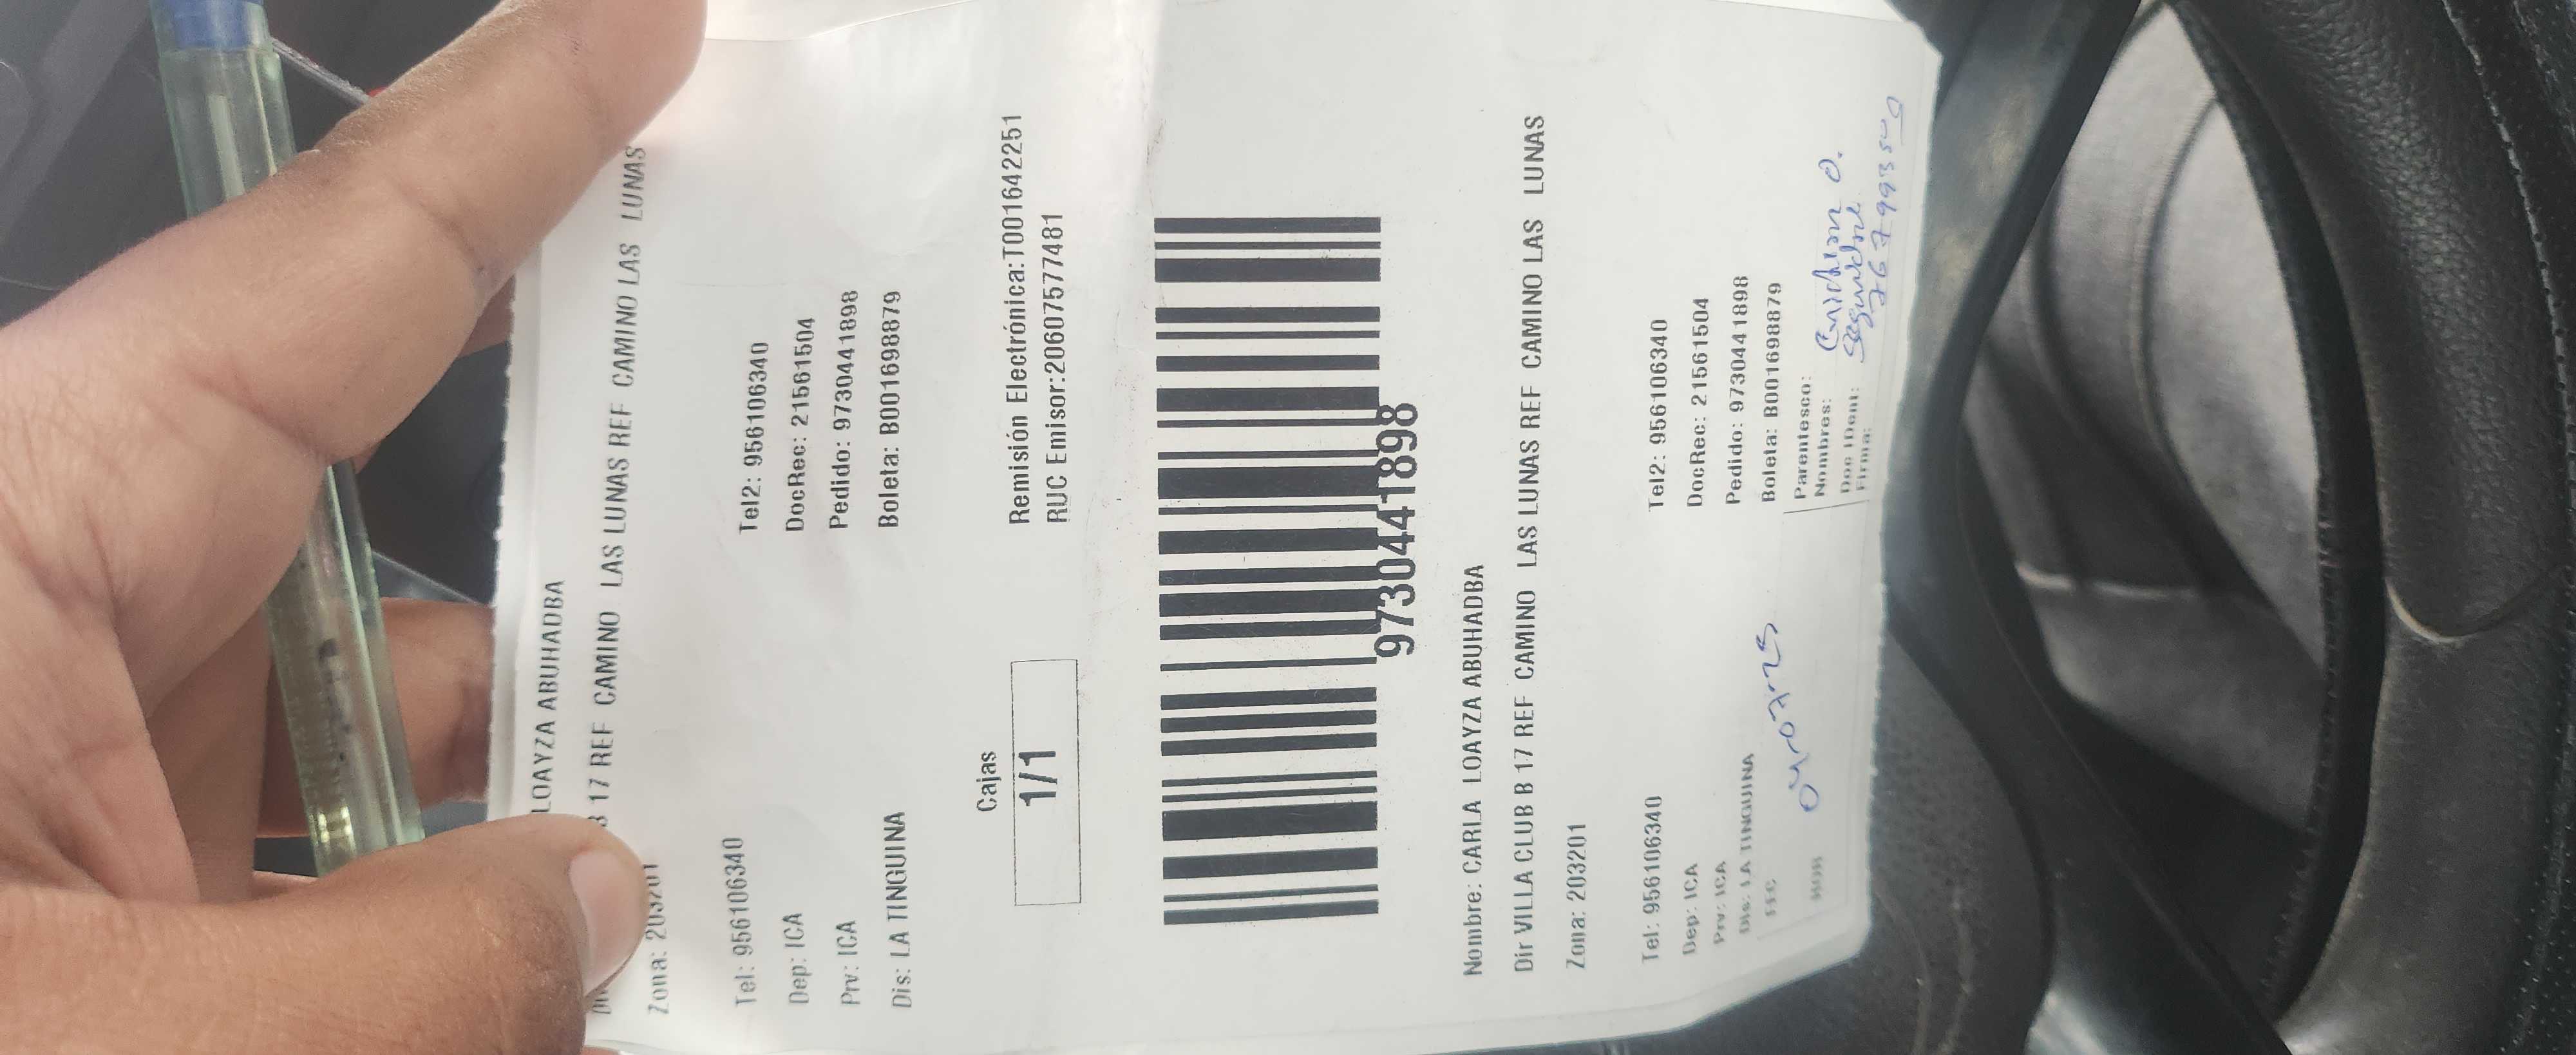 LOAYZA ABUHADBA
17 REF CAMINO LAS LUNAS REF CAMINO LAS LUNAS
Zona: 203201
Tel: 956106340 Tel2: 956106340
Dep: ICA DocRec: 21561504
Prv: ICA Pedido: 973044 1898
Dis: LA TINGUINA Boleta: B001698879
Cajas
1/1
Remisión Electrónica:T001642251
RUC Emisor:20607577481
9730441898
Nombre: CARLA LOAYZA ABUHADBA
Dir VILLA CLUB B 17 REF CAMINO LAS LUNAS REF CAMINO LAS LUNAS
Zona: 203201
Tel: 956106340 Tel2: 956106340
Dep: ICA DocRec: 21561504
Prv: ICA Pedido: 973044 1898
Dis: LA TINGUINA Boleta: B001698879
Parentesco:
Nombres:
Doc IDent:
Firma: